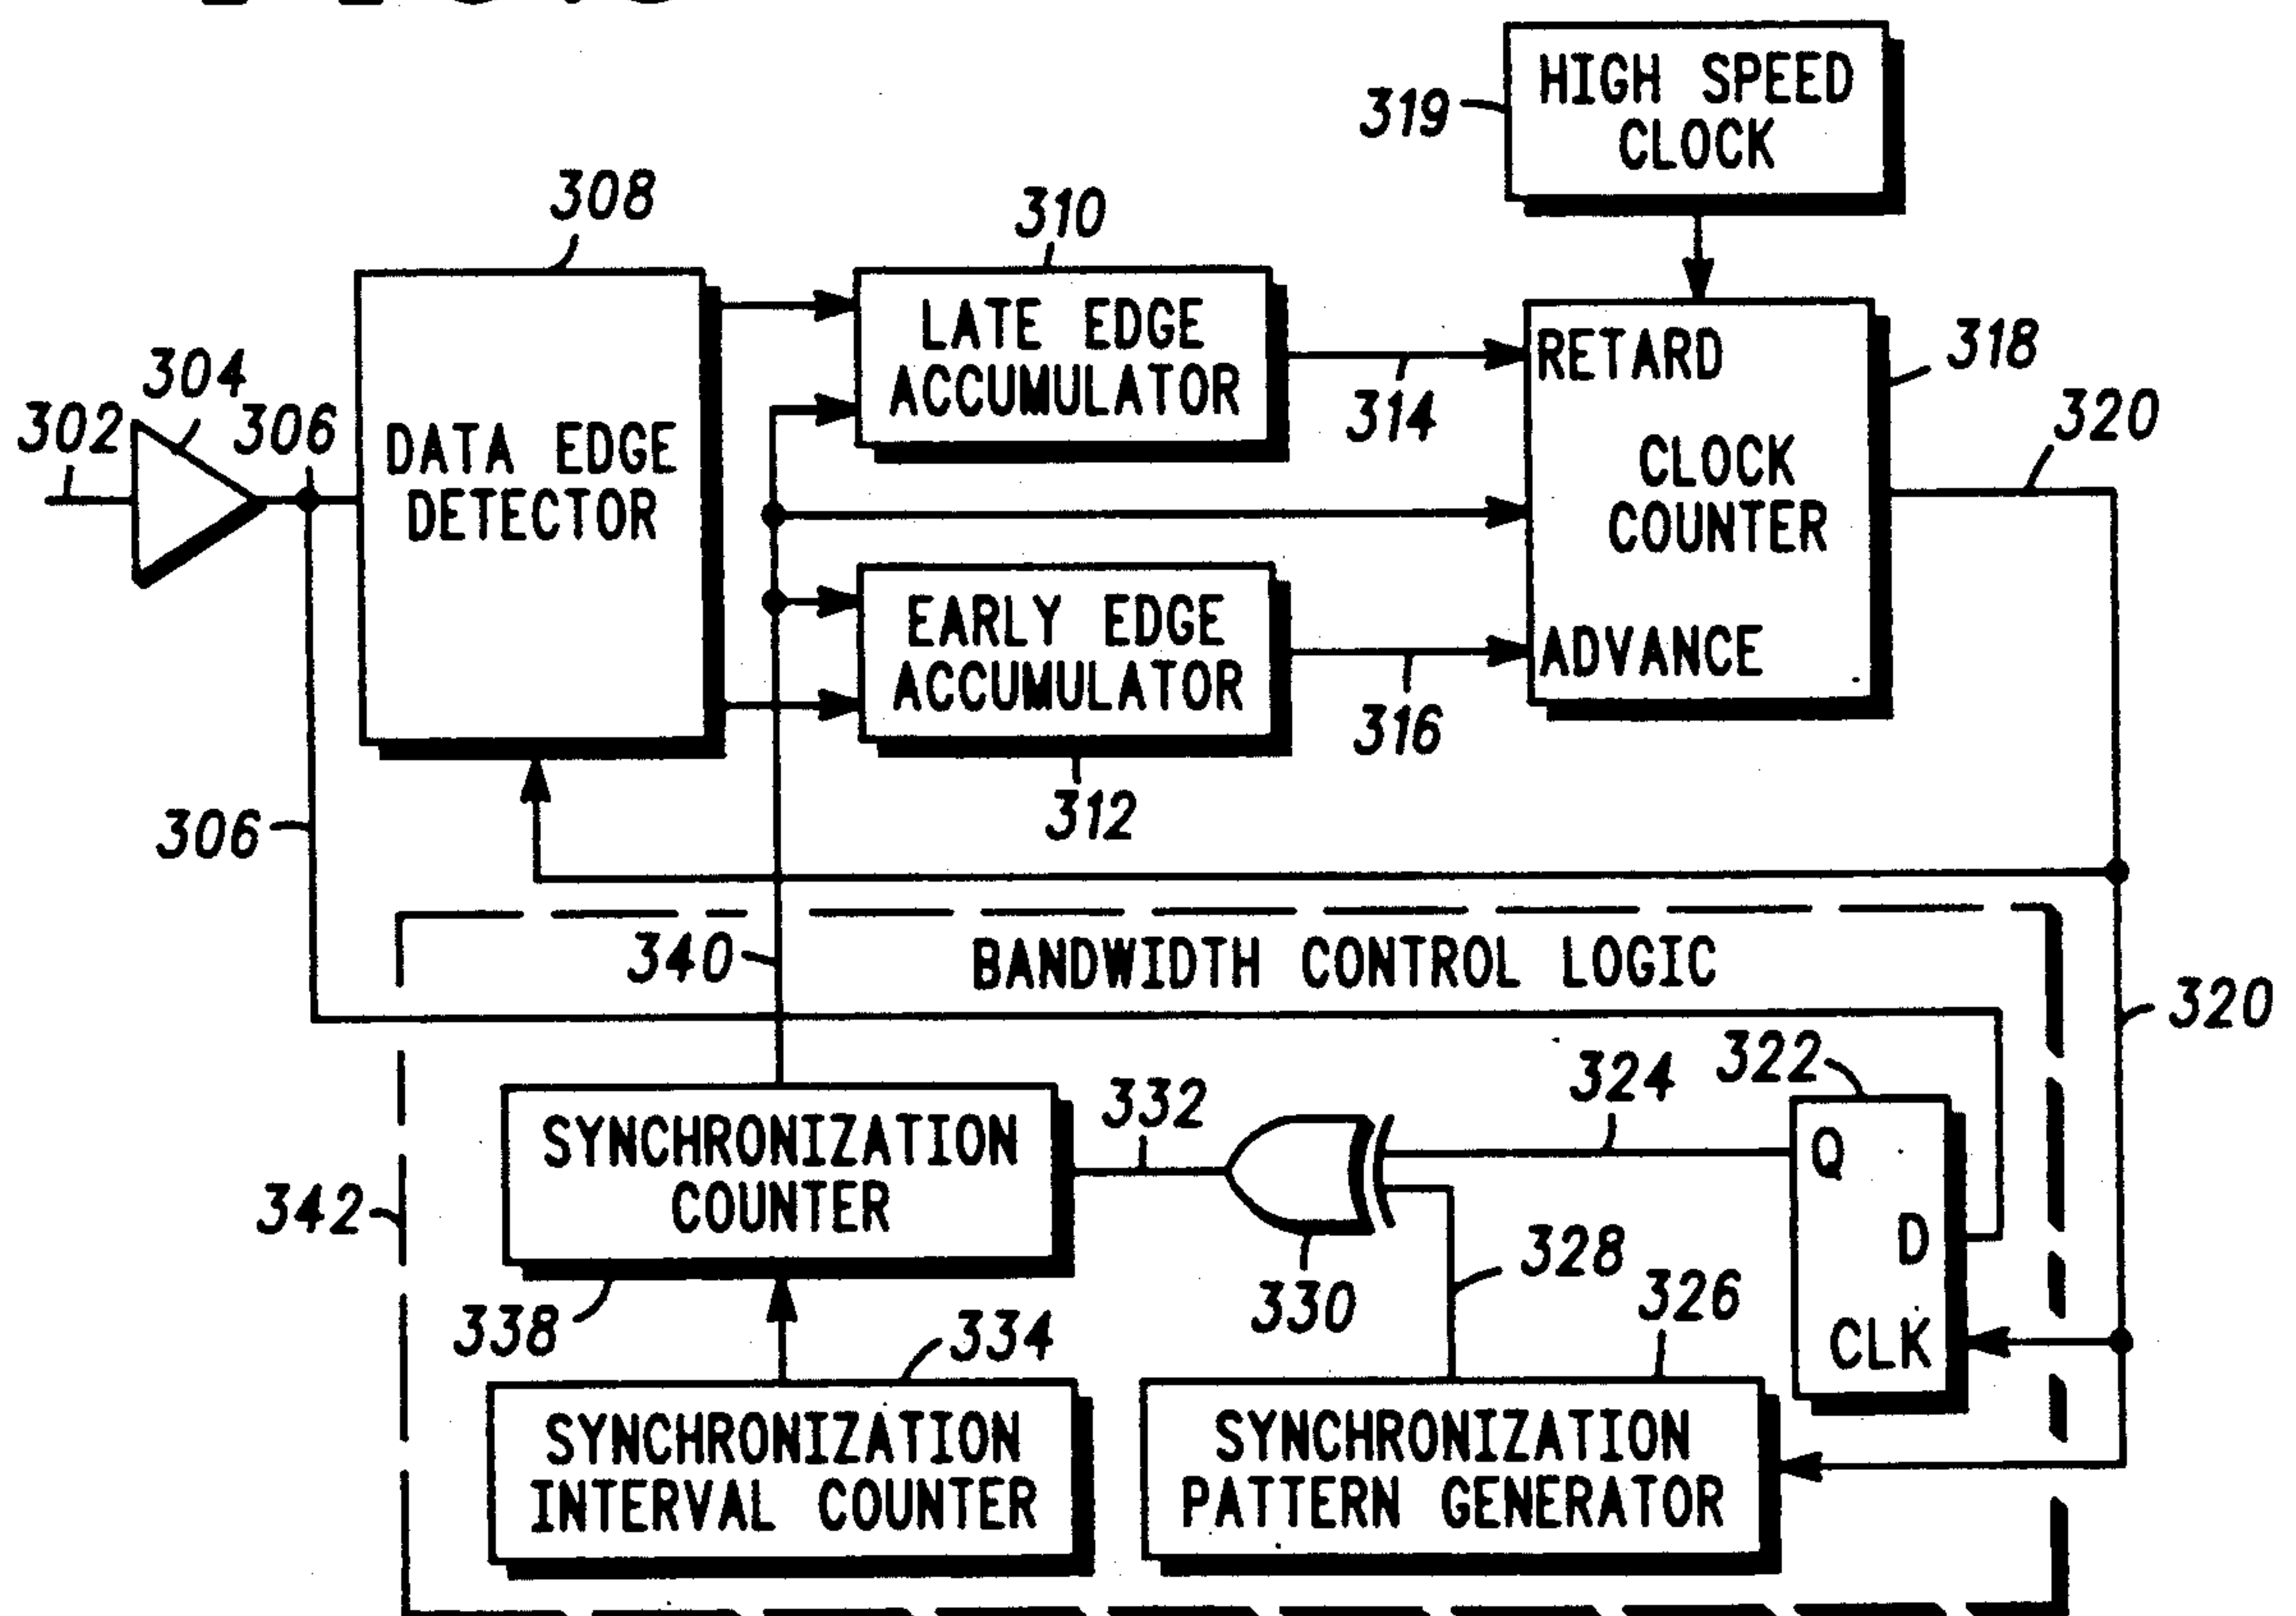 HIGH SPEED
CLOCK
319
308
310
304
302
306
DATA EDGE
DETECTOR
LATE EDGE
ACCUMULATOR
314
RETARD
CLOCK
COUNTER
ADVANCE
318
320
EARLY EDGE
ACCUMULATOR
316
312
306
340
BANDWIDTH CONTROL LOGIC
320
322
324
332
SYNCHRONIZATION
COUNTER
Q
D
CLK
342
338
334
330
328
326
SYNCHRONIZATION
INTERVAL COUNTER
SYNCHRONIZATION
PATTERN GENERATOR